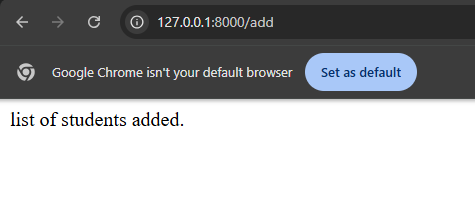 127.0.0.1:8000/add
Google Chrome isn't your default browser Set as default
list of students added.